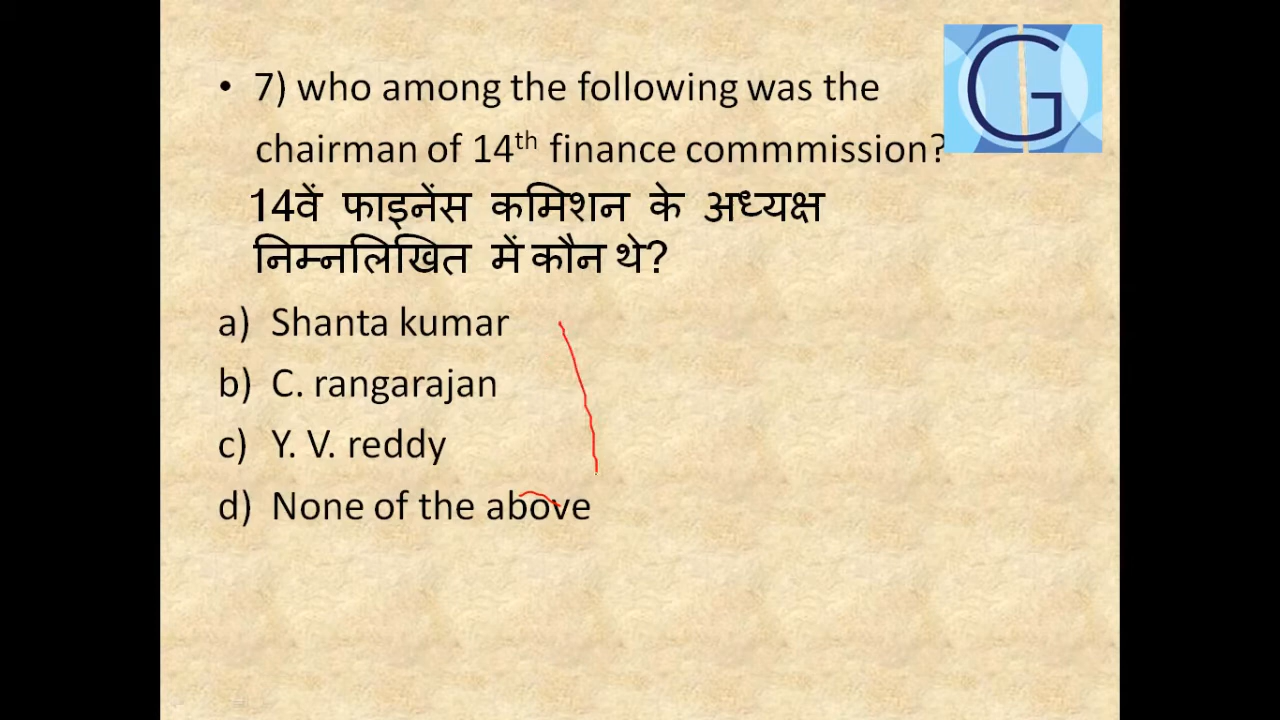 • 7) who among the following was the
chairman of 14th finance commmission?
14वें फाइनेंस कमिशन के अध्यक्ष
निम्नलिखित में कौन थे?
a) Shanta kumar
b) C. rangarajan
c) Y. V. reddy
d) None of the above
G